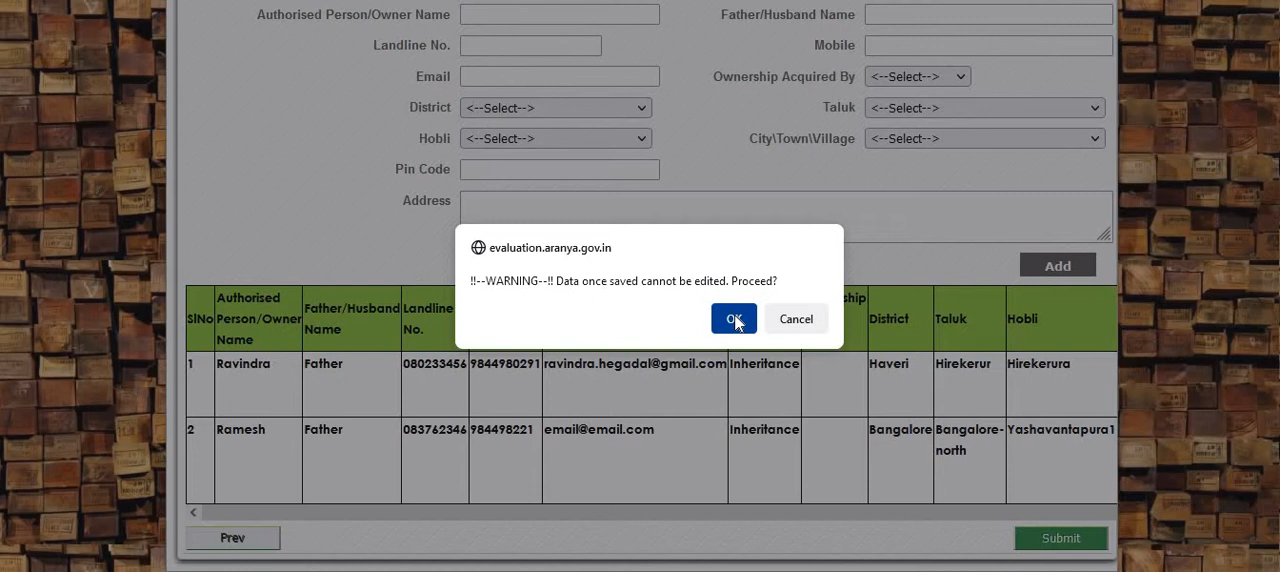 Authorised Person/Owner Name Father/Husband Name
Landline No. Mobile
Email Ownership Acquired By <--Select-->
District <--Select--> Taluk <--Select-->
Hobli <--Select--> City\Town\Village <--Select-->
Pin Code
Address
evaluation.aranya.gov.in
!!--WARNING--!! Data once saved cannot be edited. Proceed?
OK Cancel
Add
SlNo Authorised Person/Owner Name Father/Husband Name Landline No. District Taluk Hobli
1 Ravindra Father 080233456 9844980291 ravindra.hegadal@gmail.com Inheritance Haveri Hirekerur Hirekerura
2 Ramesh Father 083762346 984498221 email@email.com Inheritance Bangalore Bangalore-north Yashavantapura1
Prev Submit